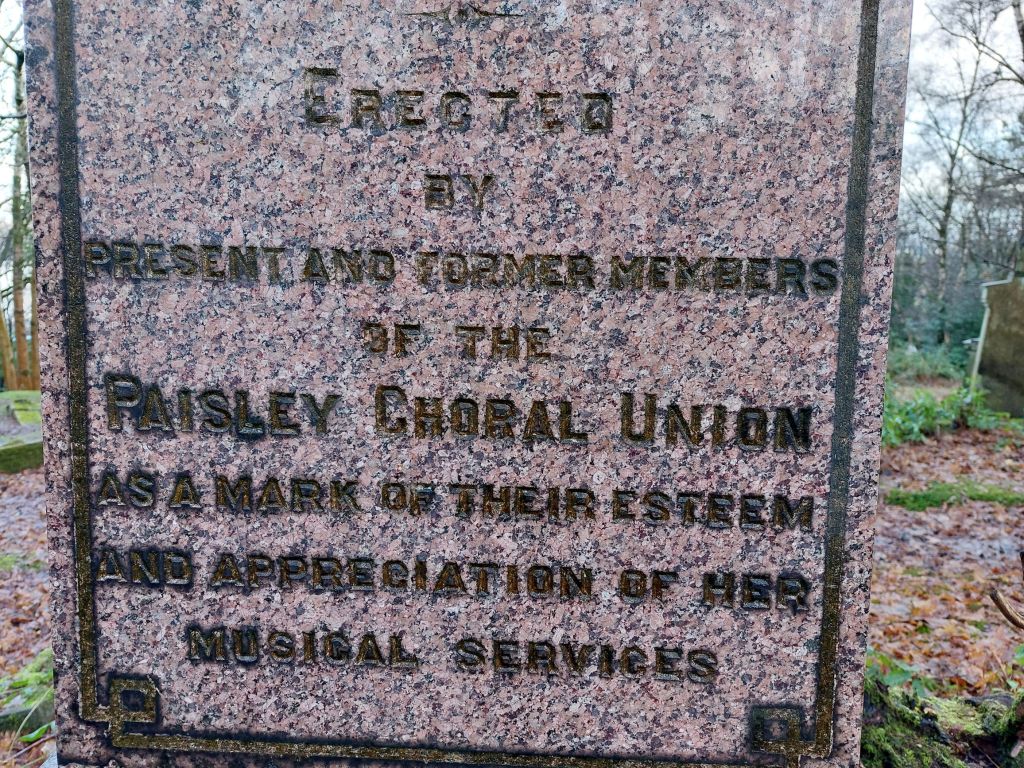 ERECTED
BY
PRESENT AND FORMER MEMBERS
OF THE
PAISLEY CHORAL UNION
AS A MARK OF THEIR ESTEEM
AND APPRECIATION OF HER
MUSICAL SERVICES